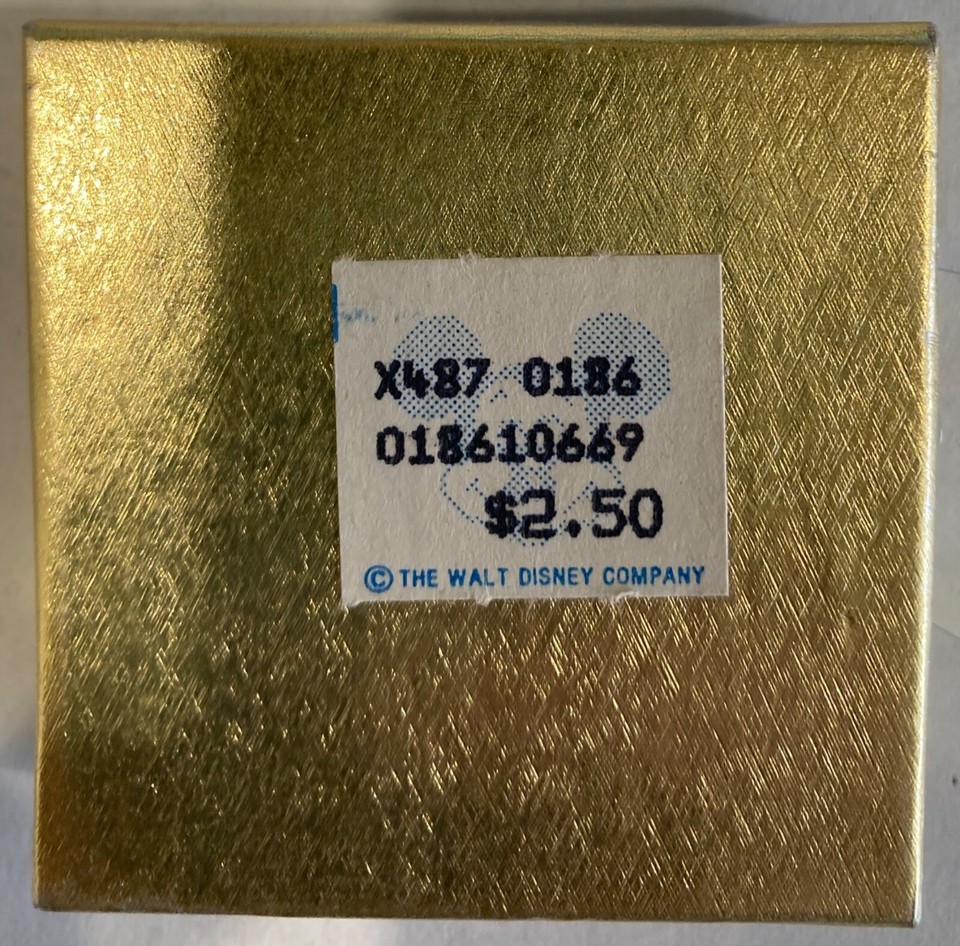 X487 0186
018610669
$2.50
© THE WALT DISNEY COMPANY